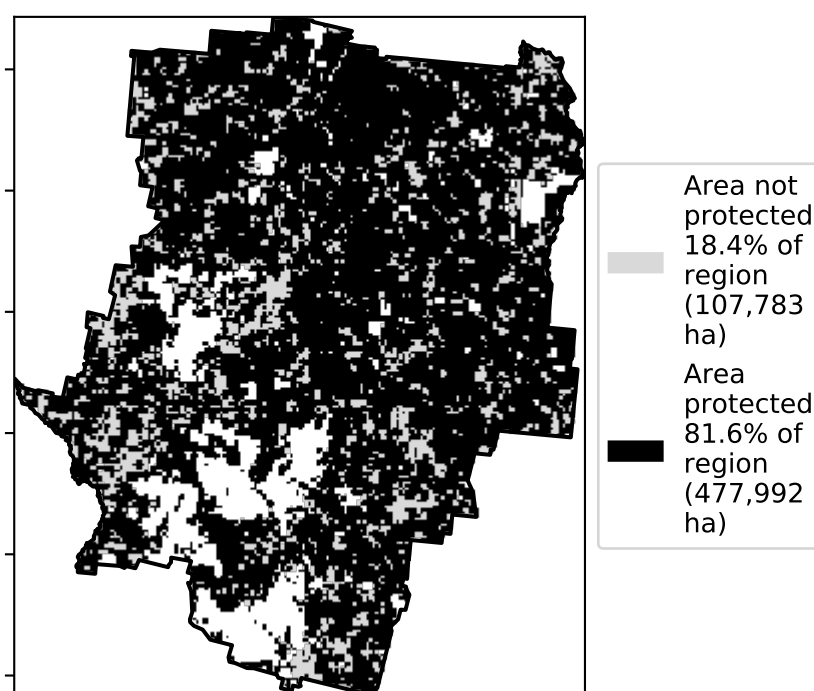 Area not
protected
18.4% of
region
(107,783
ha)
Area
protected
81.6% of
region
(477,992
ha)